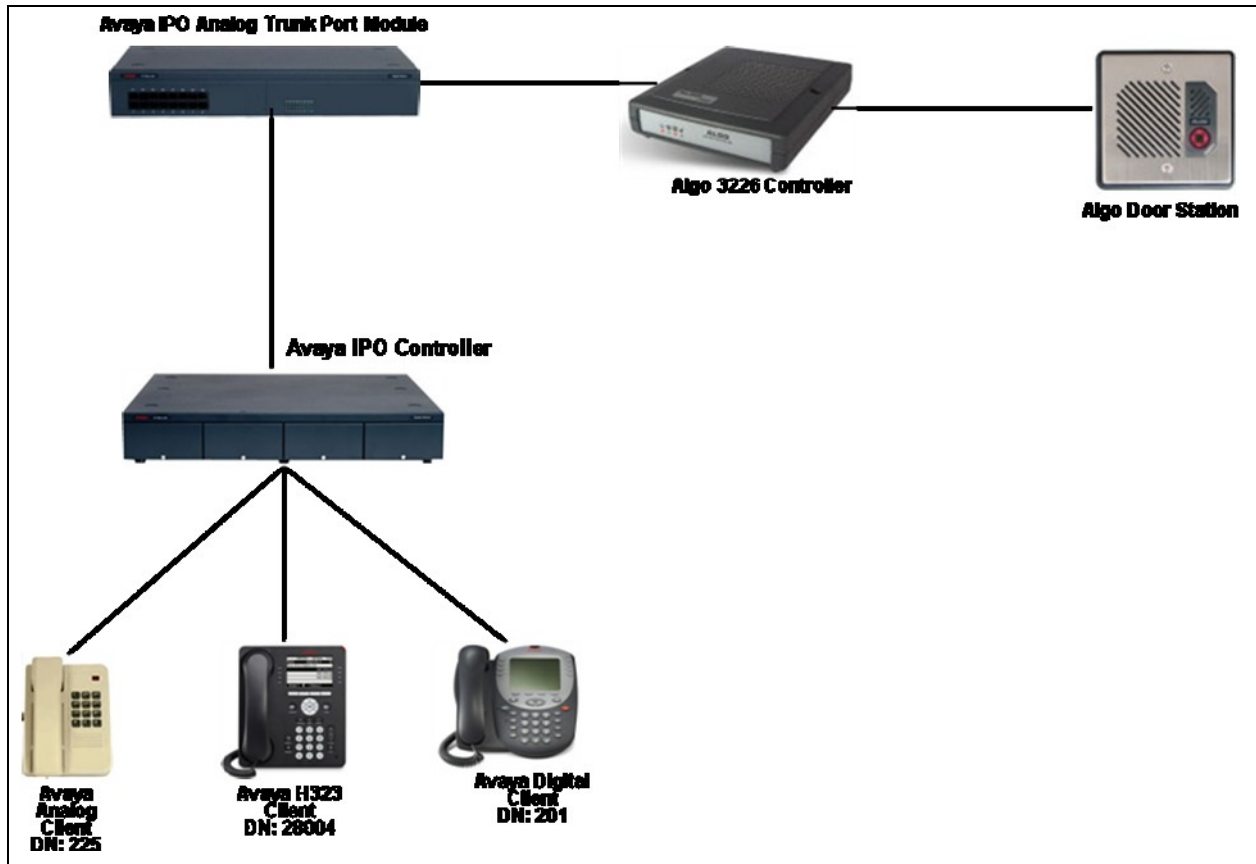 Avaya IPO Analog Trunk Port Module
Algo 3226 Controller
Algo Door Station
Avaya IPO Controller
Avaya
Analog
Client
DN: 225
Avaya H323
Client
DN: 28004
Avaya Digital
Client
DN: 201
ALGO